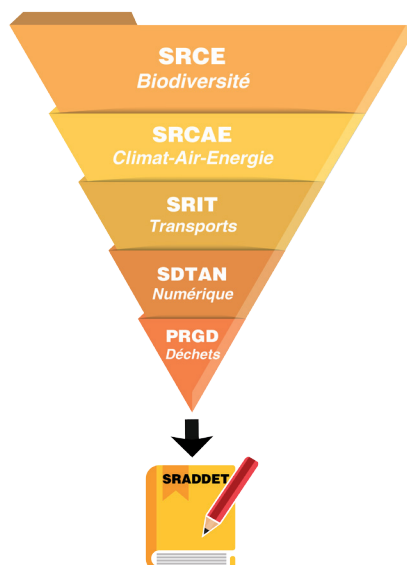 SRCE
Biodiversité
SRCAE
Climat-Air-Energie
SRIT
Transports
SDTAN
Numérique
PRGD
Déchets
SRADDET